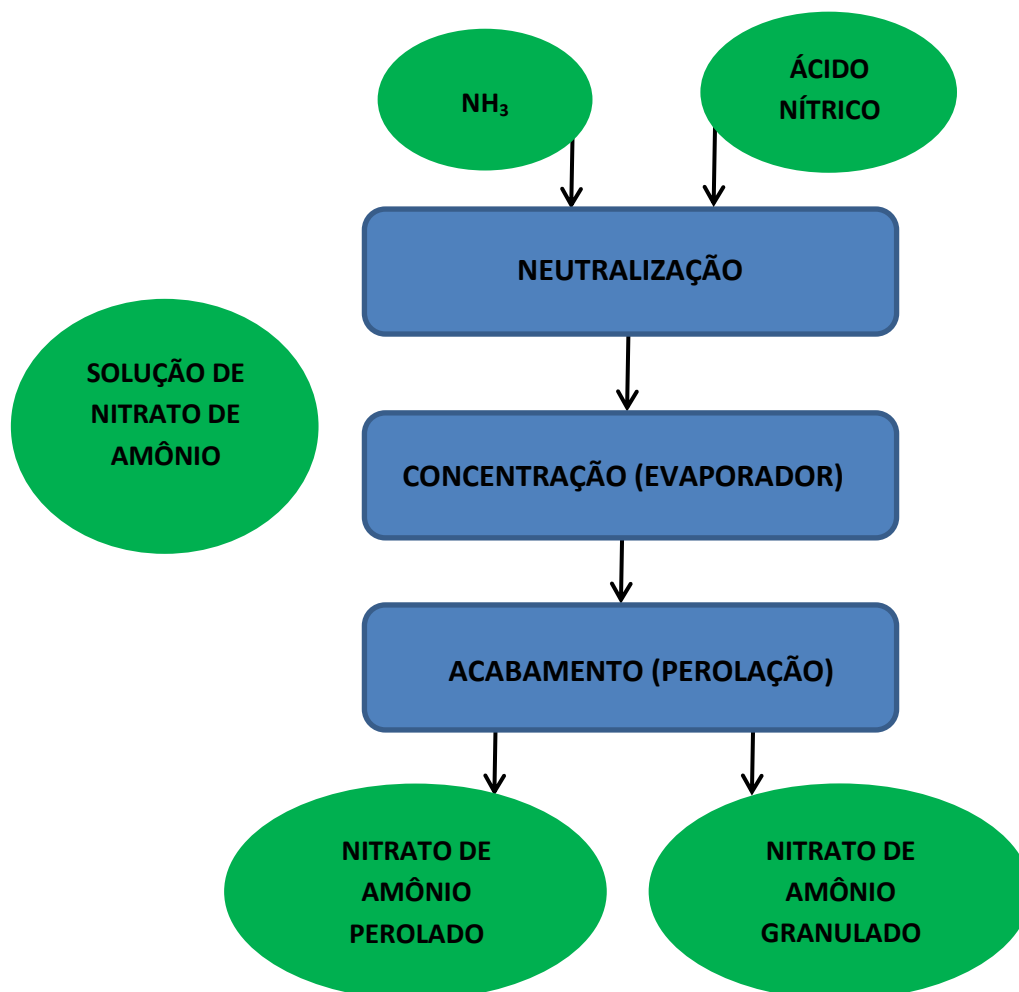 NH₃
ÁCIDO
NÍTRICO
NEUTRALIZAÇÃO
SOLUÇÃO DE
NITRATO DE
AMÔNIO
CONCENTRAÇÃO (EVAPORADOR)
ACABAMENTO (PEROLAÇÃO)
NITRATO DE
AMÔNIO
PEROLADO
NITRATO DE
AMÔNIO
GRANULADO